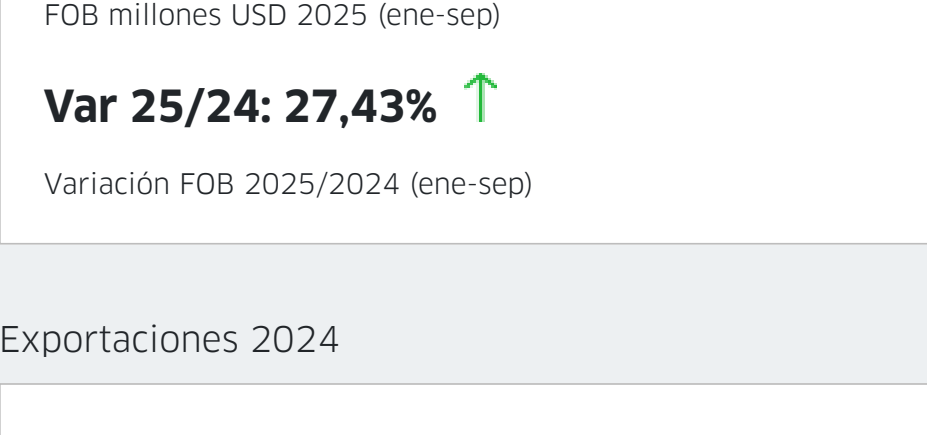 FOB millones USD 2025 (ene-sep)
Var 25/24: 27,43%
Variación FOB 2025/2024 (ene-sep)
Exportaciones 2024